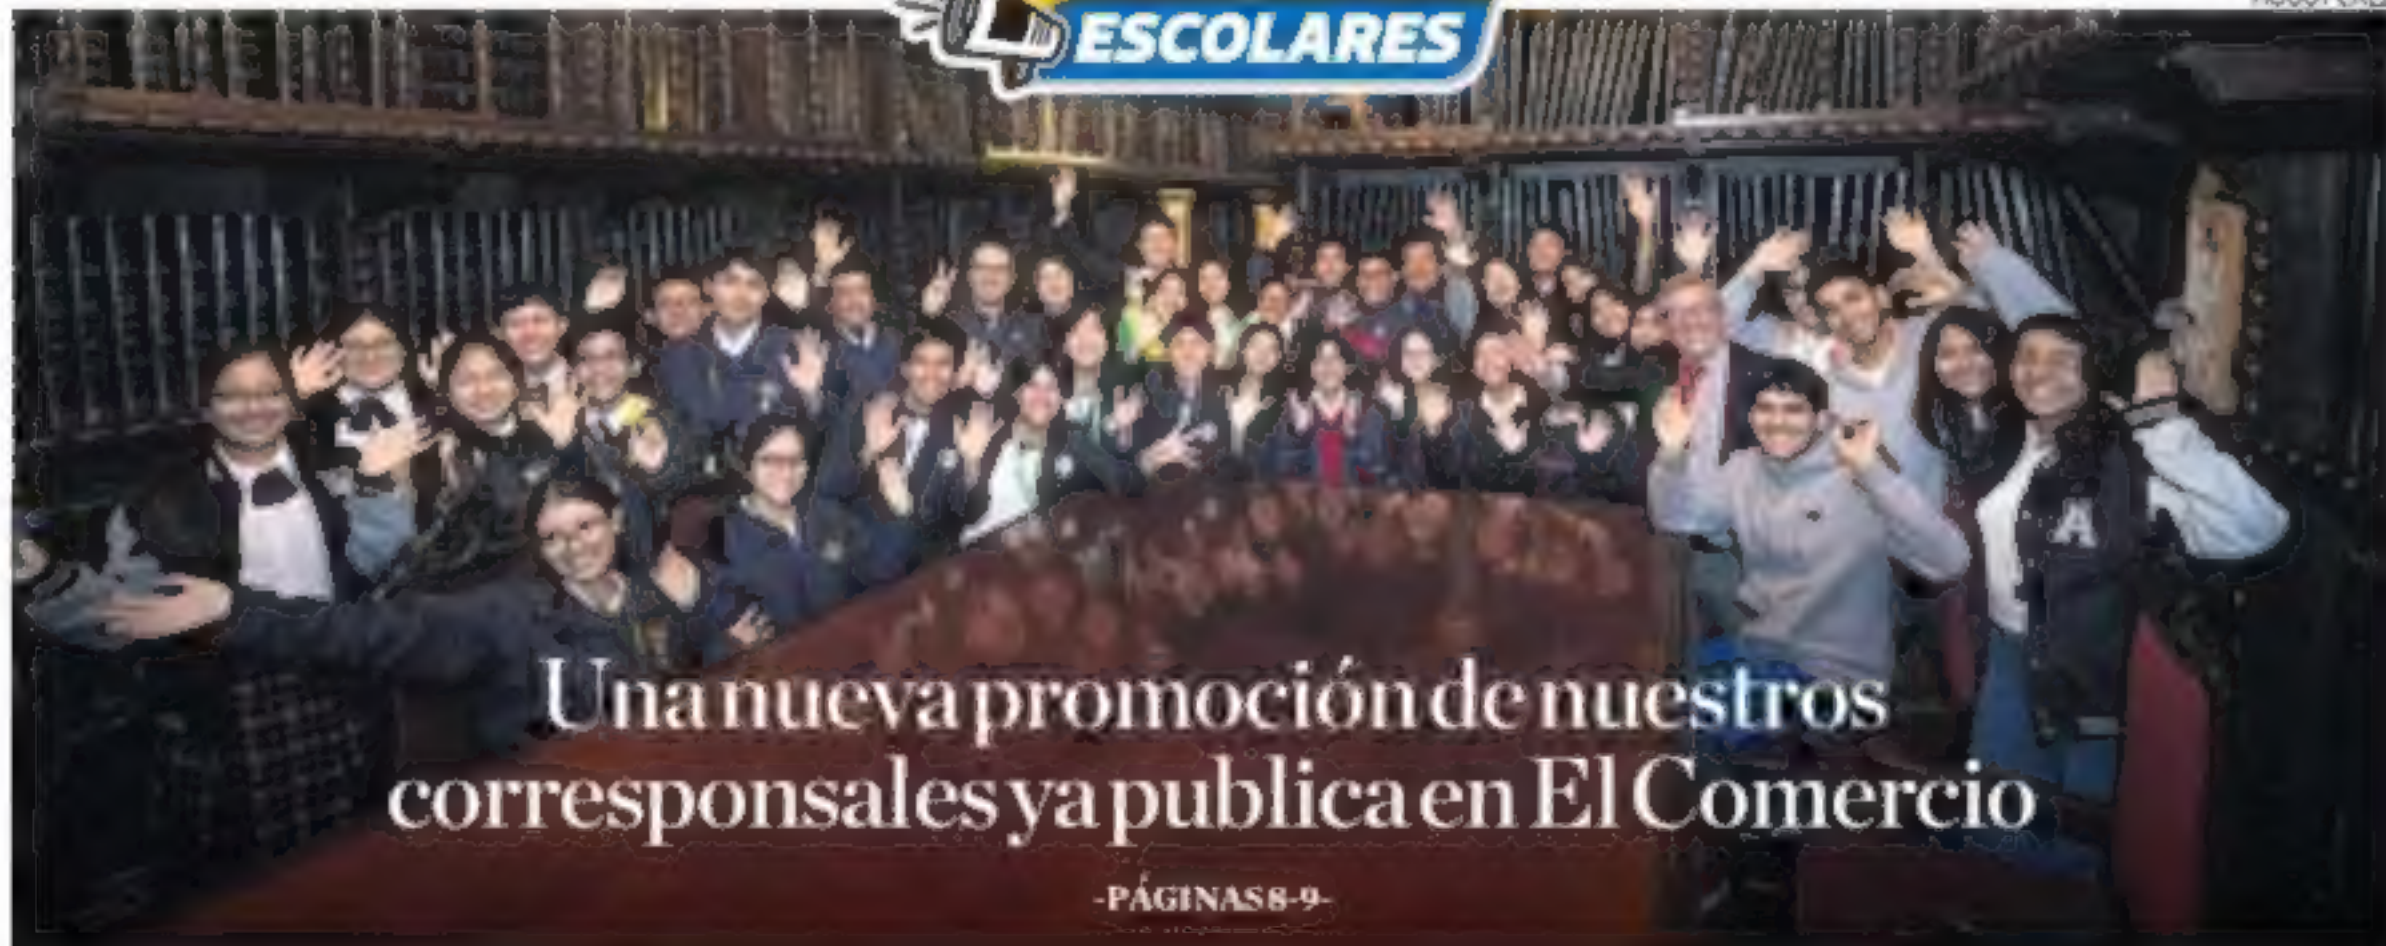 ESCOLARES
Una nueva promoción de nuestros
corresponsales ya publica en El Comercio
-PÁGINAS 8-9-